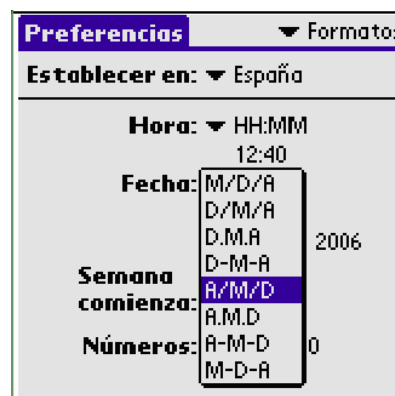 Preferencias Formatos
Establecer en: España
Hora: HH:MM
12:40
Fecha: M/D/A
D/M/A
D.M.A 2006
D-M-A
Semana
comienza: A/M/D
A.M.D
Números: A-M-D 0
M-D-A